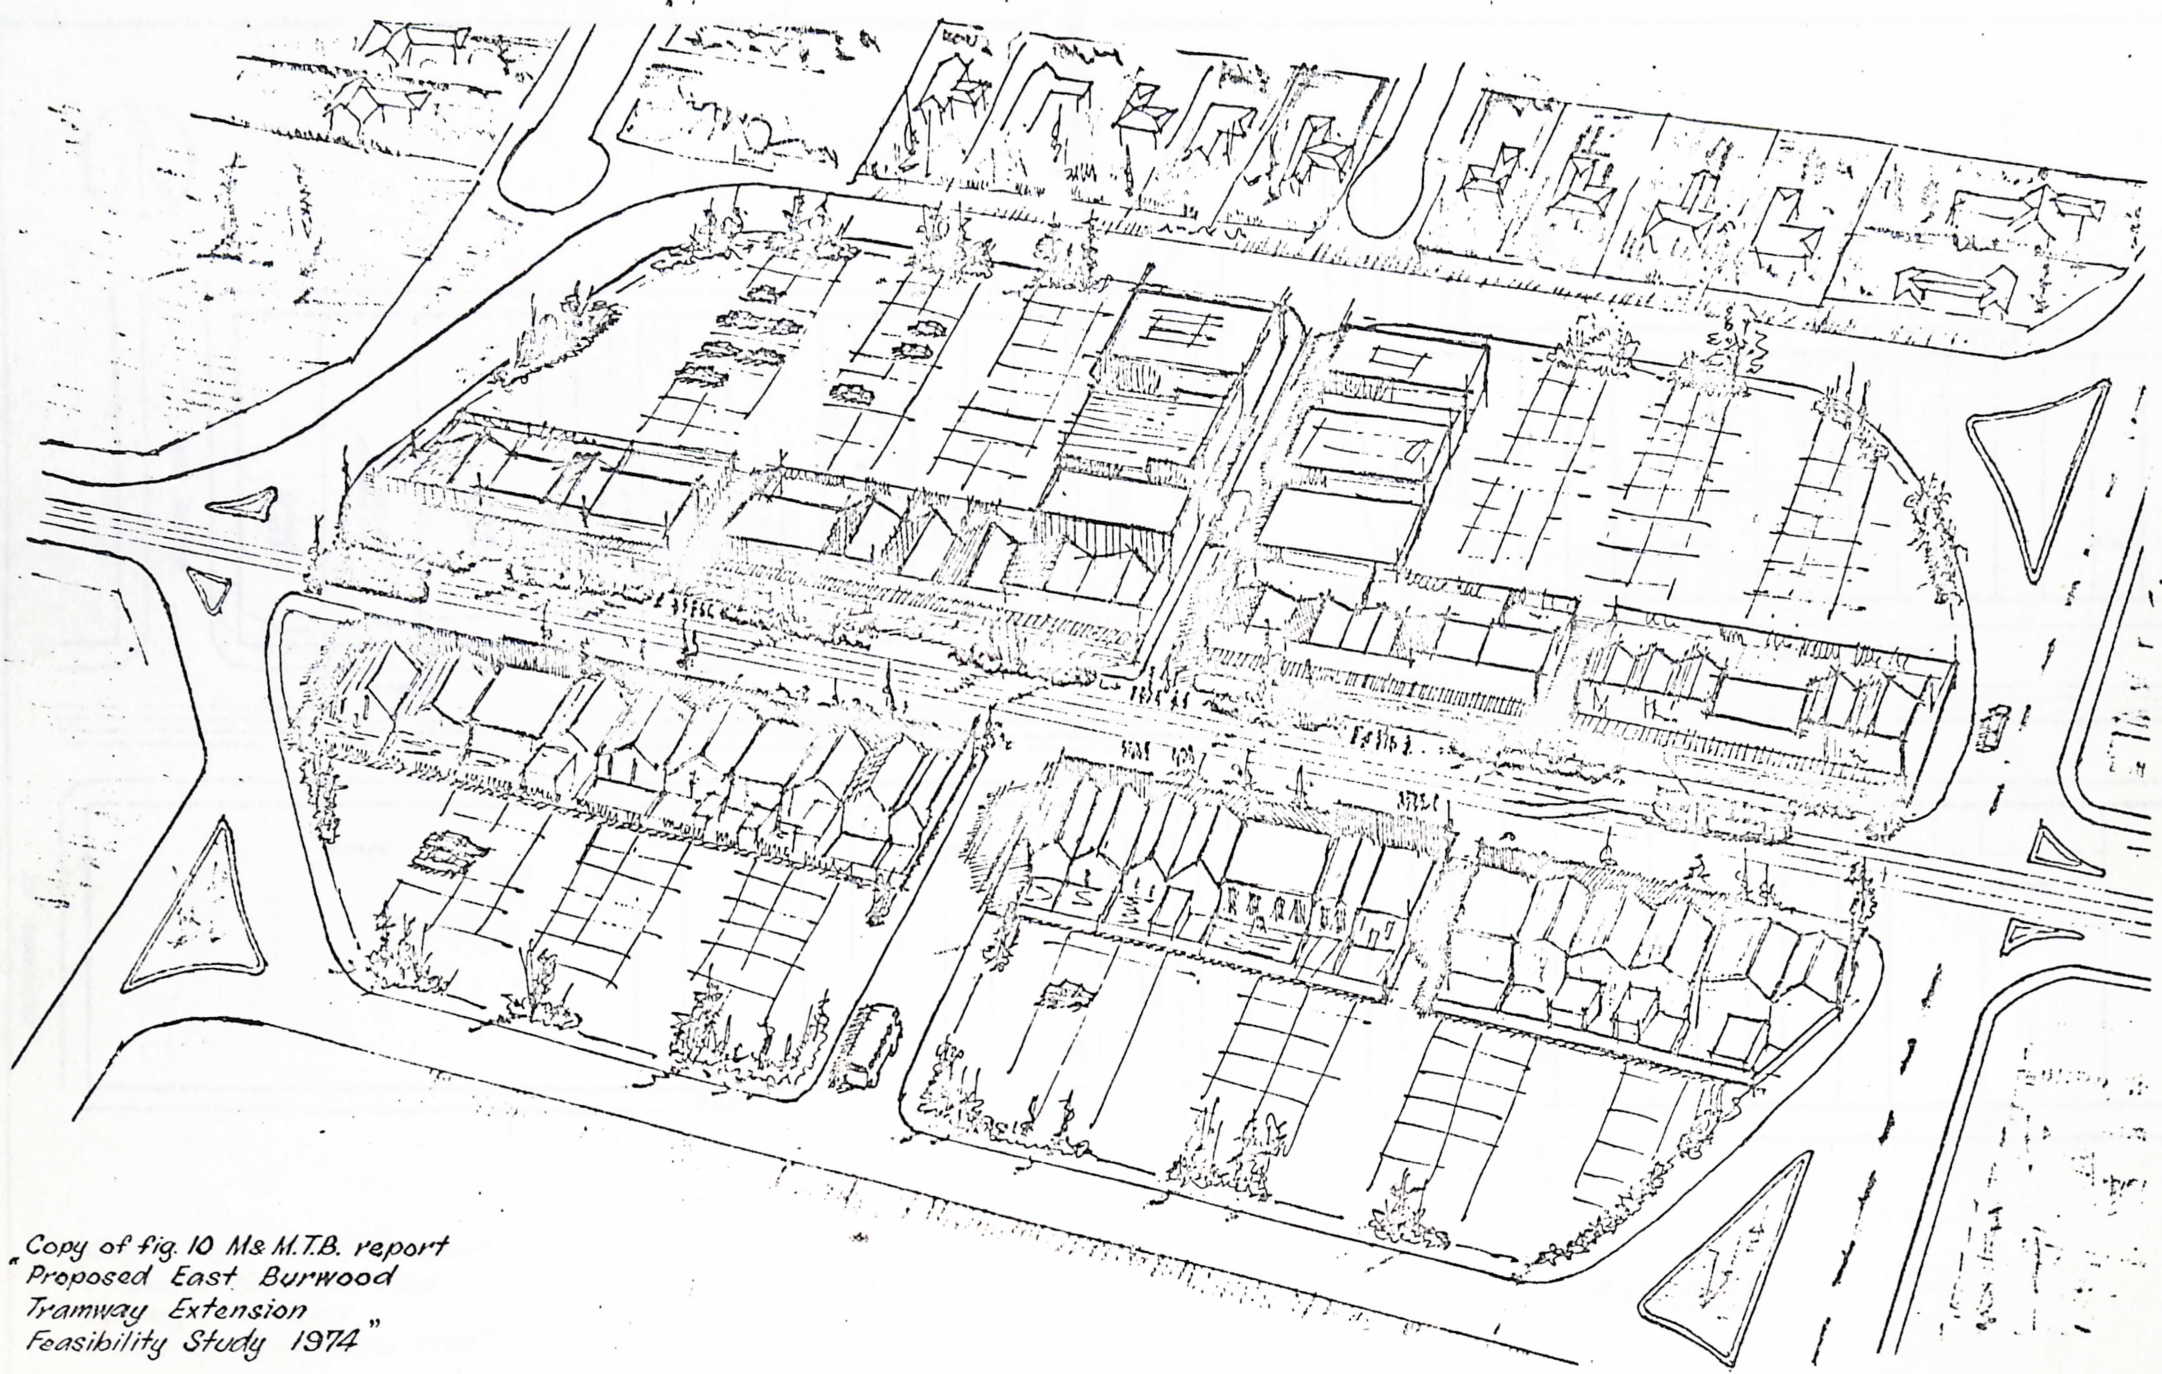 Copy of fig. 10 M&M.T.B. report
"Proposed East Burwood
Tramway Extension
Feasibility Study 1974"